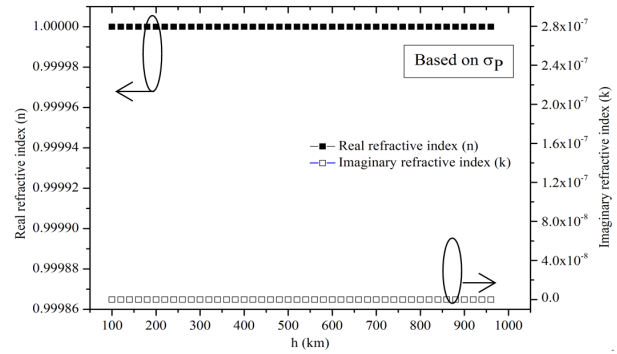 1.00000
0.99998
0.99996
0.99994
0.99992
0.99990
0.99988
0.99986
Real refractive index (n)
Based on σP
Real refractive index (n)
Imaginary refractive index (k)
2.8x10-7
2.4x10-7
2.0x10-7
1.6x10-7
1.2x10-7
8.0x10-8
4.0x10-8
0.0
Imaginary refractive index (k)
100 200 300 400 500 600 700 800 900 1000
h (km)